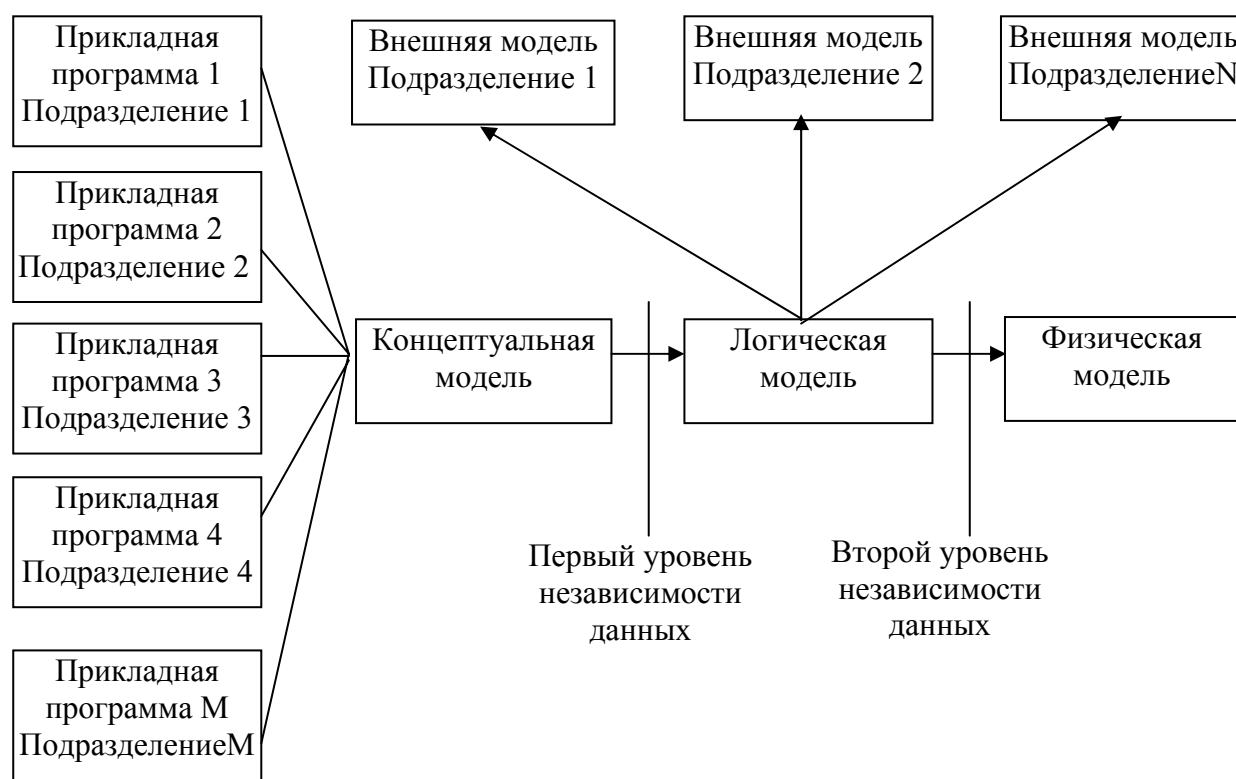 Прикладная
программа 1
Подразделение 1
Внешняя модель
Подразделение 1
Внешняя модель
Подразделение 2
Внешняя модель
ПодразделениеN
Прикладная
программа 2
Подразделение 2
Прикладная
программа 3
Подразделение 3
Концептуальная
модель
Логическая
модель
Физическая
модель
Прикладная
программа 4
Подразделение 4
Первый уровень
независимости
данных
Второй уровень
независимости
данных
Прикладная
программа М
ПодразделениеМ